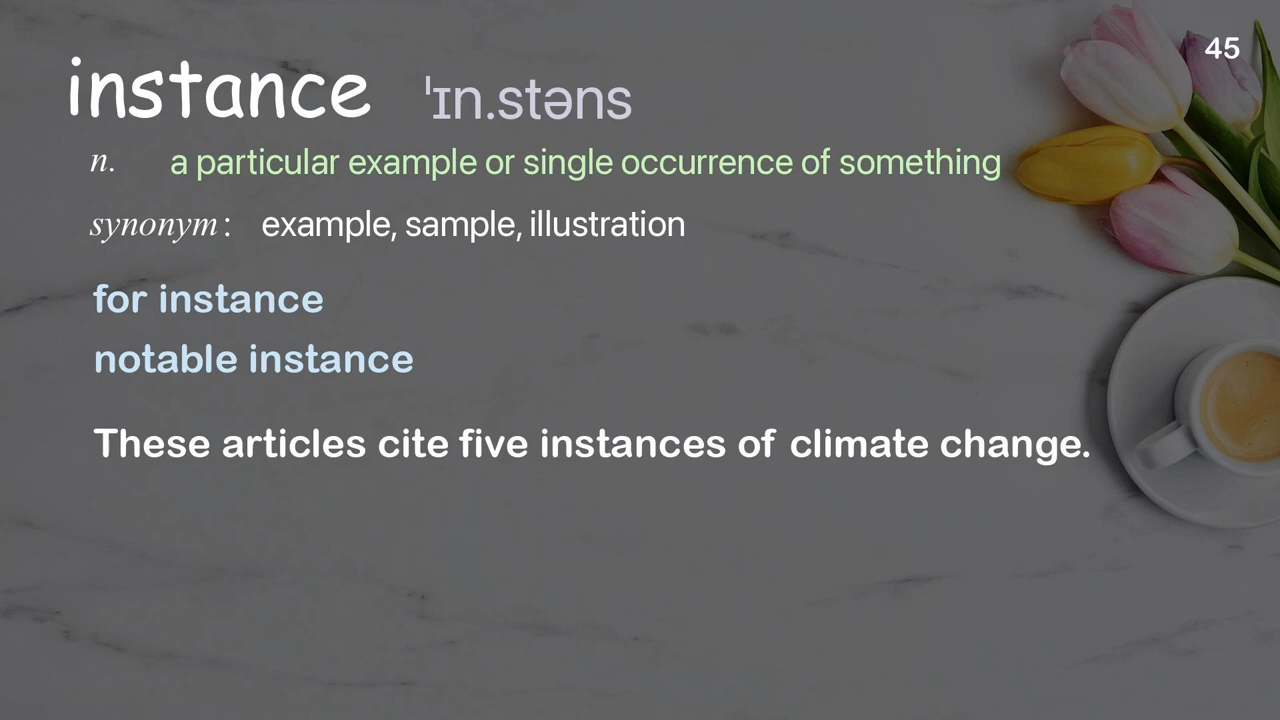 45
instance ˈɪn.stəns
n. a particular example or single occurrence of something
synonym: example, sample, illustration
for instance
notable instance
These articles cite five instances of climate change.